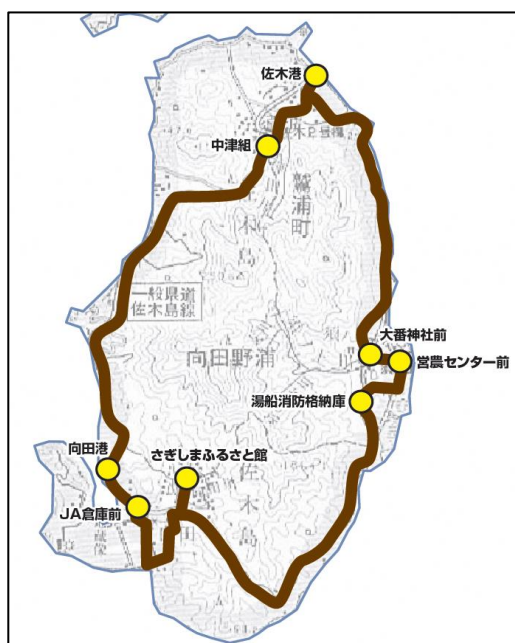 佐木港
中津組
鷺浦町
一般県道
佐木島線
大番神社前
営農センター前
向田野浦
湯船消防格納庫
向田港
さぎしまふるさと館
JA倉庫前
佐木島